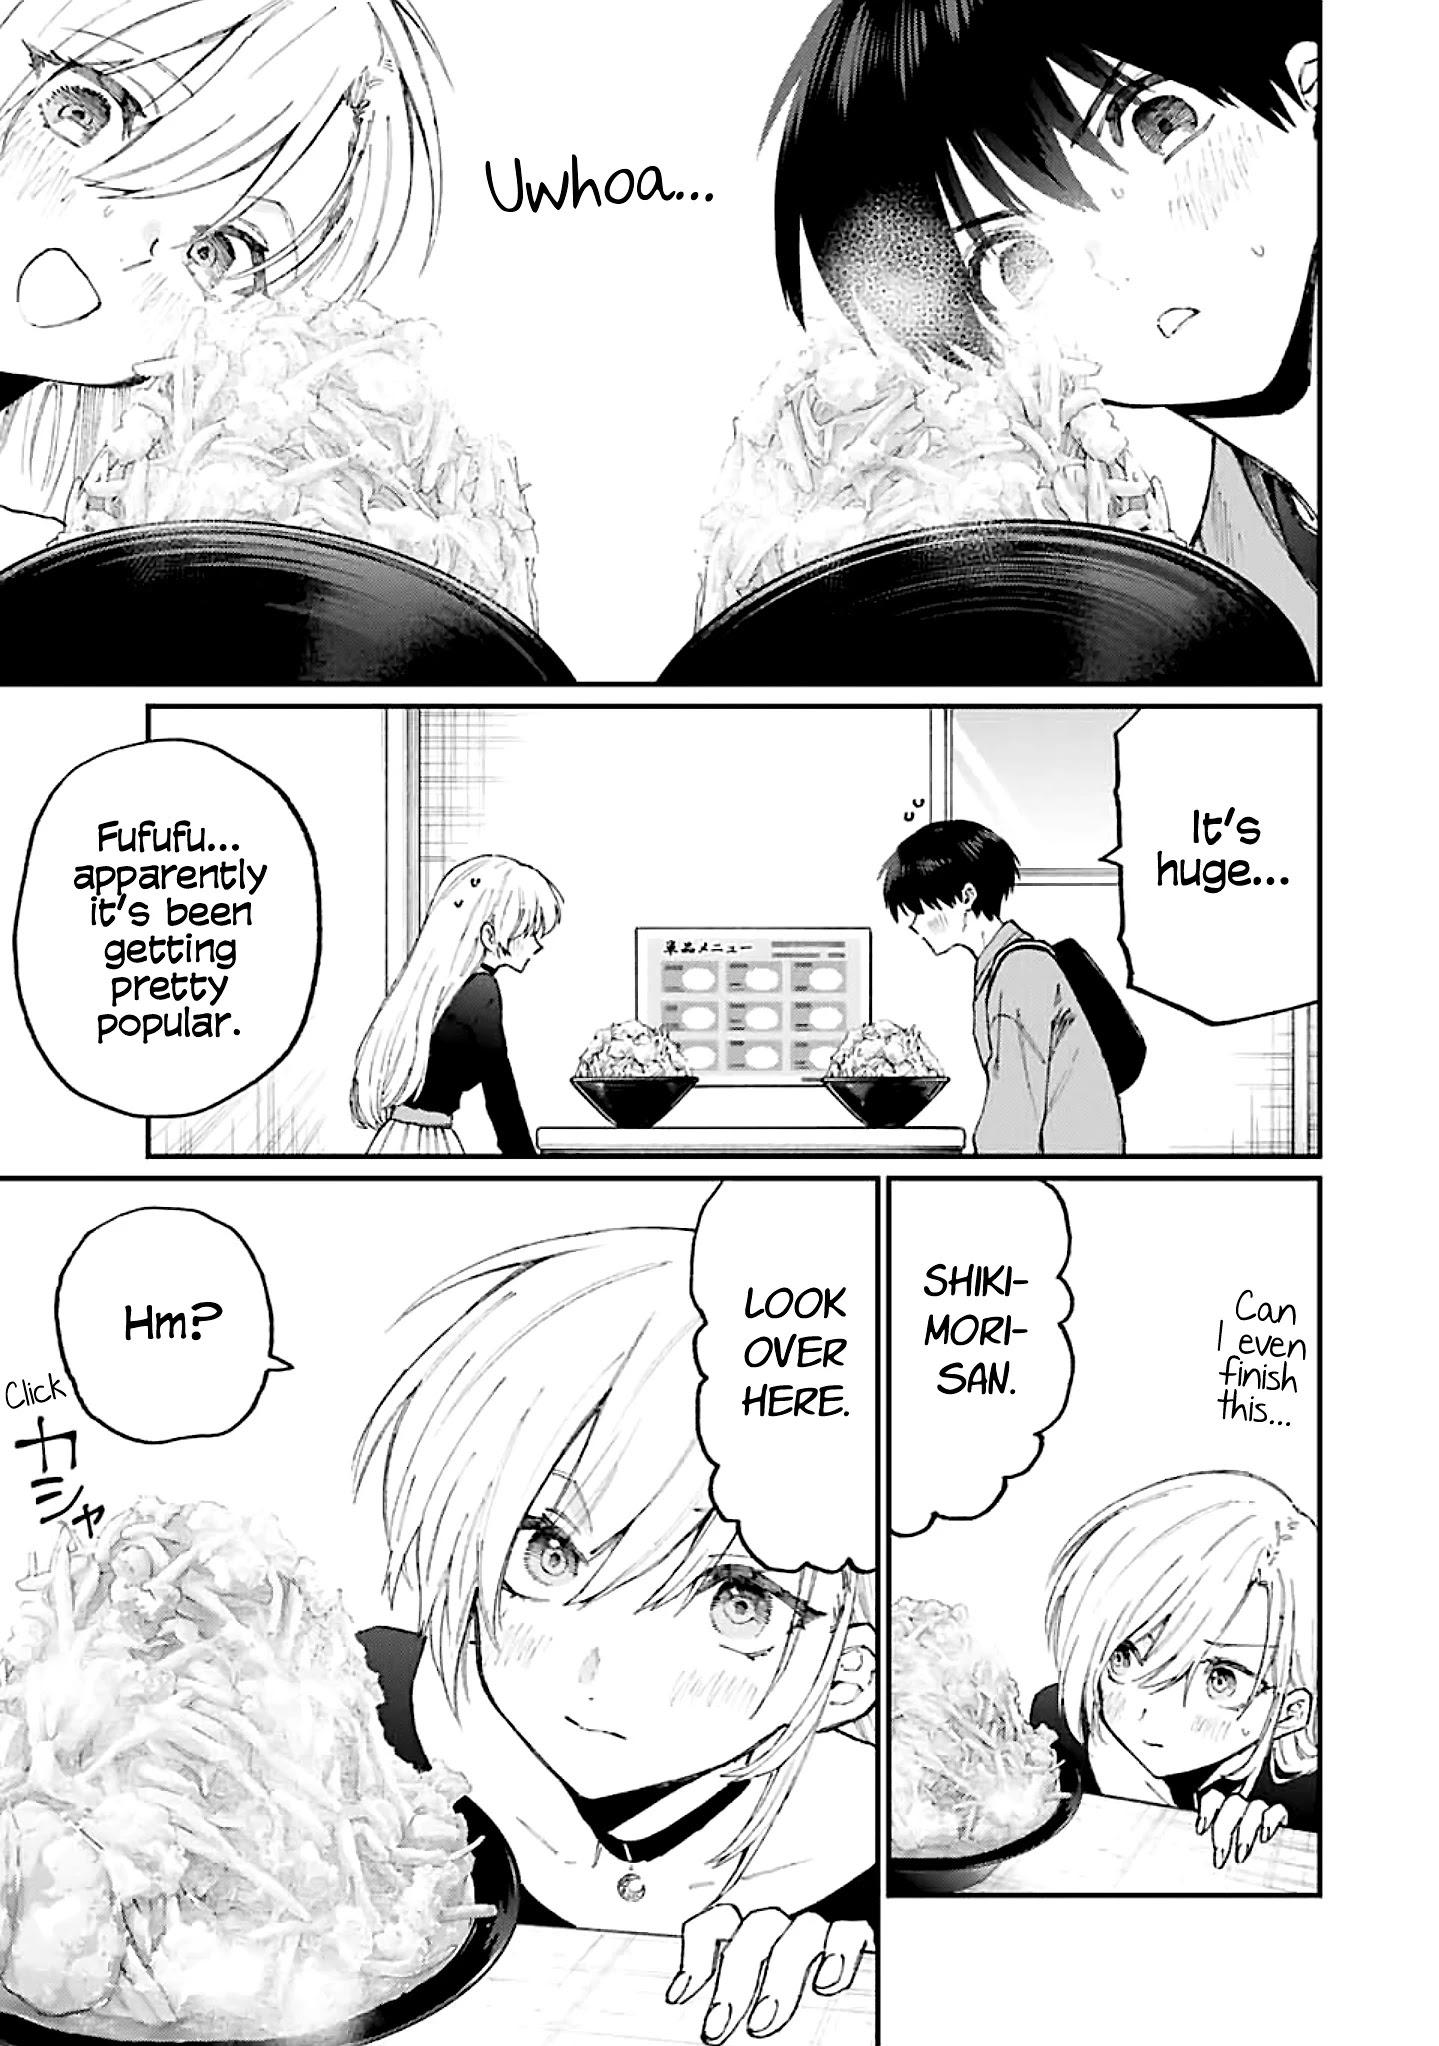 Uwhoa...
It's
huge...
Fufufu...
apparently
it's been
getting
pretty
popular.
単品メニュー
Can
I even
finish
this...
SHIKI-
MORI-
SAN.
LOOK
OVER
HERE.
Hm?
Click
カシャ